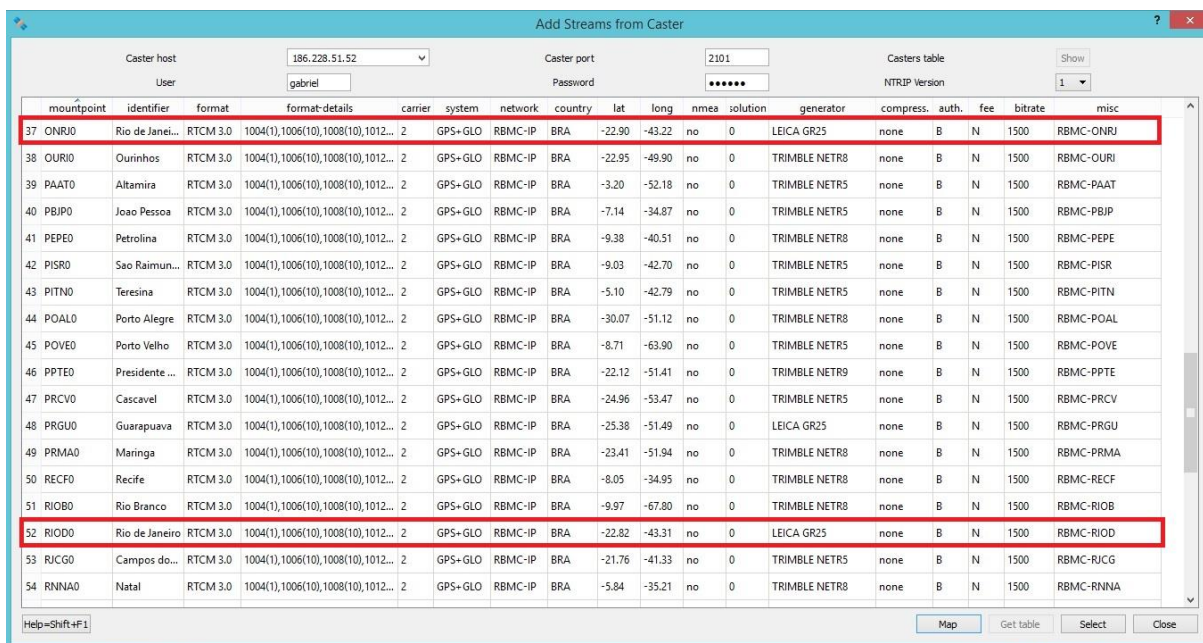 Add Streams from Caster
? ×
Caster host 186.228.51.52 Caster port 2101 Casters table Show
User gabriel Password •••••• NTRIP Version 1
mountpoint identifier format format-details carrier system network country lat long nmea solution generator compress. auth. fee bitrate misc
37 ONRJ0 Rio de Janei... RTCM 3.0 1004(1),1006(10),1008(10),1012... 2 GPS+GLO RBMC-IP BRA -22.90 -43.22 no 0 LEICA GR25 none B N 1500 RBMC-ONRJ
38 OURI0 Ourinhos RTCM 3.0 1004(1),1006(10),1008(10),1012... 2 GPS+GLO RBMC-IP BRA -22.95 -49.90 no 0 TRIMBLE NETR8 none B N 1500 RBMC-OURI
39 PAAT0 Altamira RTCM 3.0 1004(1),1006(10),1008(10),1012... 2 GPS+GLO RBMC-IP BRA -3.20 -52.18 no 0 TRIMBLE NETR5 none B N 1500 RBMC-PAAT
40 PBJP0 Joao Pessoa RTCM 3.0 1004(1),1006(10),1008(10),1012... 2 GPS+GLO RBMC-IP BRA -7.14 -34.87 no 0 TRIMBLE NETR5 none B N 1500 RBMC-PBJP
41 PEPE0 Petrolina RTCM 3.0 1004(1),1006(10),1008(10),1012... 2 GPS+GLO RBMC-IP BRA -9.38 -40.51 no 0 TRIMBLE NETR8 none B N 1500 RBMC-PEPE
42 PISR0 Sao Raimun... RTCM 3.0 1004(1),1006(10),1008(10),1012... 2 GPS+GLO RBMC-IP BRA -9.03 -42.70 no 0 TRIMBLE NETR5 none B N 1500 RBMC-PISR
43 PITN0 Teresina RTCM 3.0 1004(1),1006(10),1008(10),1012... 2 GPS+GLO RBMC-IP BRA -5.10 -42.79 no 0 TRIMBLE NETR5 none B N 1500 RBMC-PITN
44 POAL0 Porto Alegre RTCM 3.0 1004(1),1006(10),1008(10),1012... 2 GPS+GLO RBMC-IP BRA -30.07 -51.12 no 0 TRIMBLE NETR8 none B N 1500 RBMC-POAL
45 POVE0 Porto Velho RTCM 3.0 1004(1),1006(10),1008(10),1012... 2 GPS+GLO RBMC-IP BRA -8.71 -63.90 no 0 TRIMBLE NETR5 none B N 1500 RBMC-POVE
46 PPTE0 Presidente ... RTCM 3.0 1004(1),1006(10),1008(10),1012... 2 GPS+GLO RBMC-IP BRA -22.12 -51.41 no 0 TRIMBLE NETR9 none B N 1500 RBMC-PPTE
47 PRCV0 Cascavel RTCM 3.0 1004(1),1006(10),1008(10),1012... 2 GPS+GLO RBMC-IP BRA -24.96 -53.47 no 0 TRIMBLE NETR5 none B N 1500 RBMC-PRCV
48 PRGU0 Guarapuava RTCM 3.0 1004(1),1006(10),1008(10),1012... 2 GPS+GLO RBMC-IP BRA -25.38 -51.49 no 0 LEICA GR25 none B N 1500 RBMC-PRGU
49 PRMA0 Maringa RTCM 3.0 1004(1),1006(10),1008(10),1012... 2 GPS+GLO RBMC-IP BRA -23.41 -51.94 no 0 TRIMBLE NETR8 none B N 1500 RBMC-PRMA
50 RECF0 Recife RTCM 3.0 1004(1),1006(10),1008(10),1012... 2 GPS+GLO RBMC-IP BRA -8.05 -34.95 no 0 TRIMBLE NETR8 none B N 1500 RBMC-RECF
51 RIOB0 Rio Branco RTCM 3.0 1004(1),1006(10),1008(10),1012... 2 GPS+GLO RBMC-IP BRA -9.97 -67.80 no 0 TRIMBLE NETR8 none B N 1500 RBMC-RIOB
52 RIOD0 Rio de Janeiro RTCM 3.0 1004(1),1006(10),1008(10),1012... 2 GPS+GLO RBMC-IP BRA -22.82 -43.31 no 0 LEICA GR25 none B N 1500 RBMC-RIOD
53 RJCG0 Campos do... RTCM 3.0 1004(1),1006(10),1008(10),1012... 2 GPS+GLO RBMC-IP BRA -21.76 -41.33 no 0 TRIMBLE NETR5 none B N 1500 RBMC-RJCG
54 RNNA0 Natal RTCM 3.0 1004(1),1006(10),1008(10),1012... 2 GPS+GLO RBMC-IP BRA -5.84 -35.21 no 0 TRIMBLE NETR8 none B N 1500 RBMC-RNNA
Help=Shift+F1 Map Get table Select Close